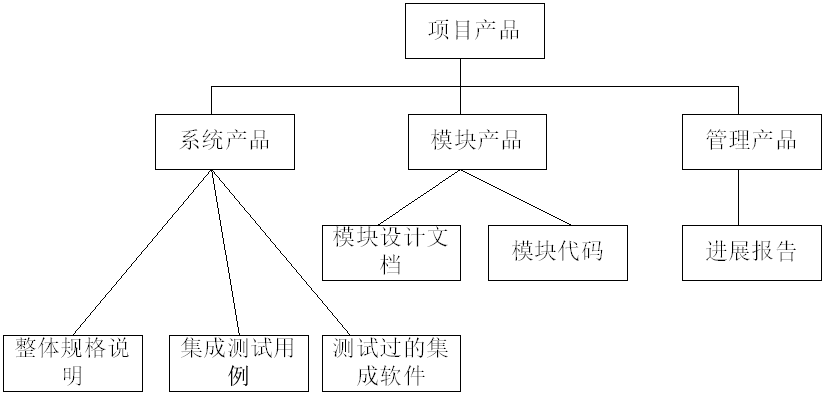 项目产品
系统产品
模块产品
管理产品
模块设计文
档
模块代码
进展报告
整体规格说
明
集成测试用
例
测试过的集
成软件